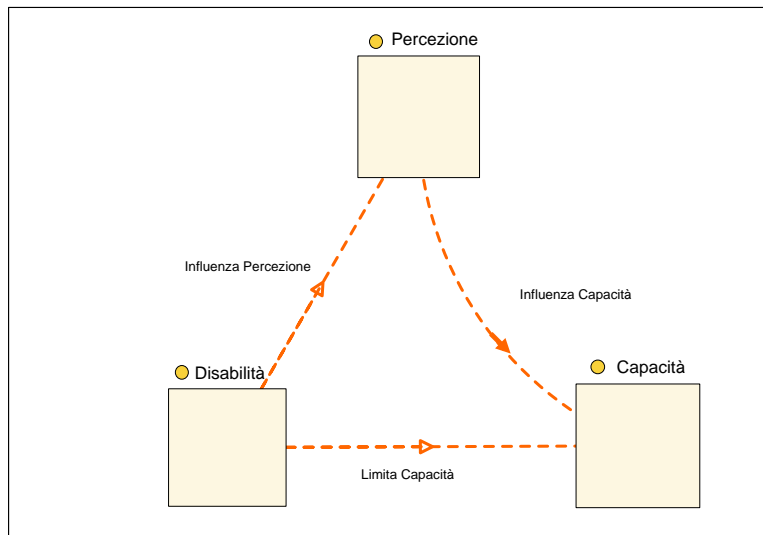 Percezione
Influenza Percezione
Influenza Capacità
Disabilità
Capacità
Limita Capacità